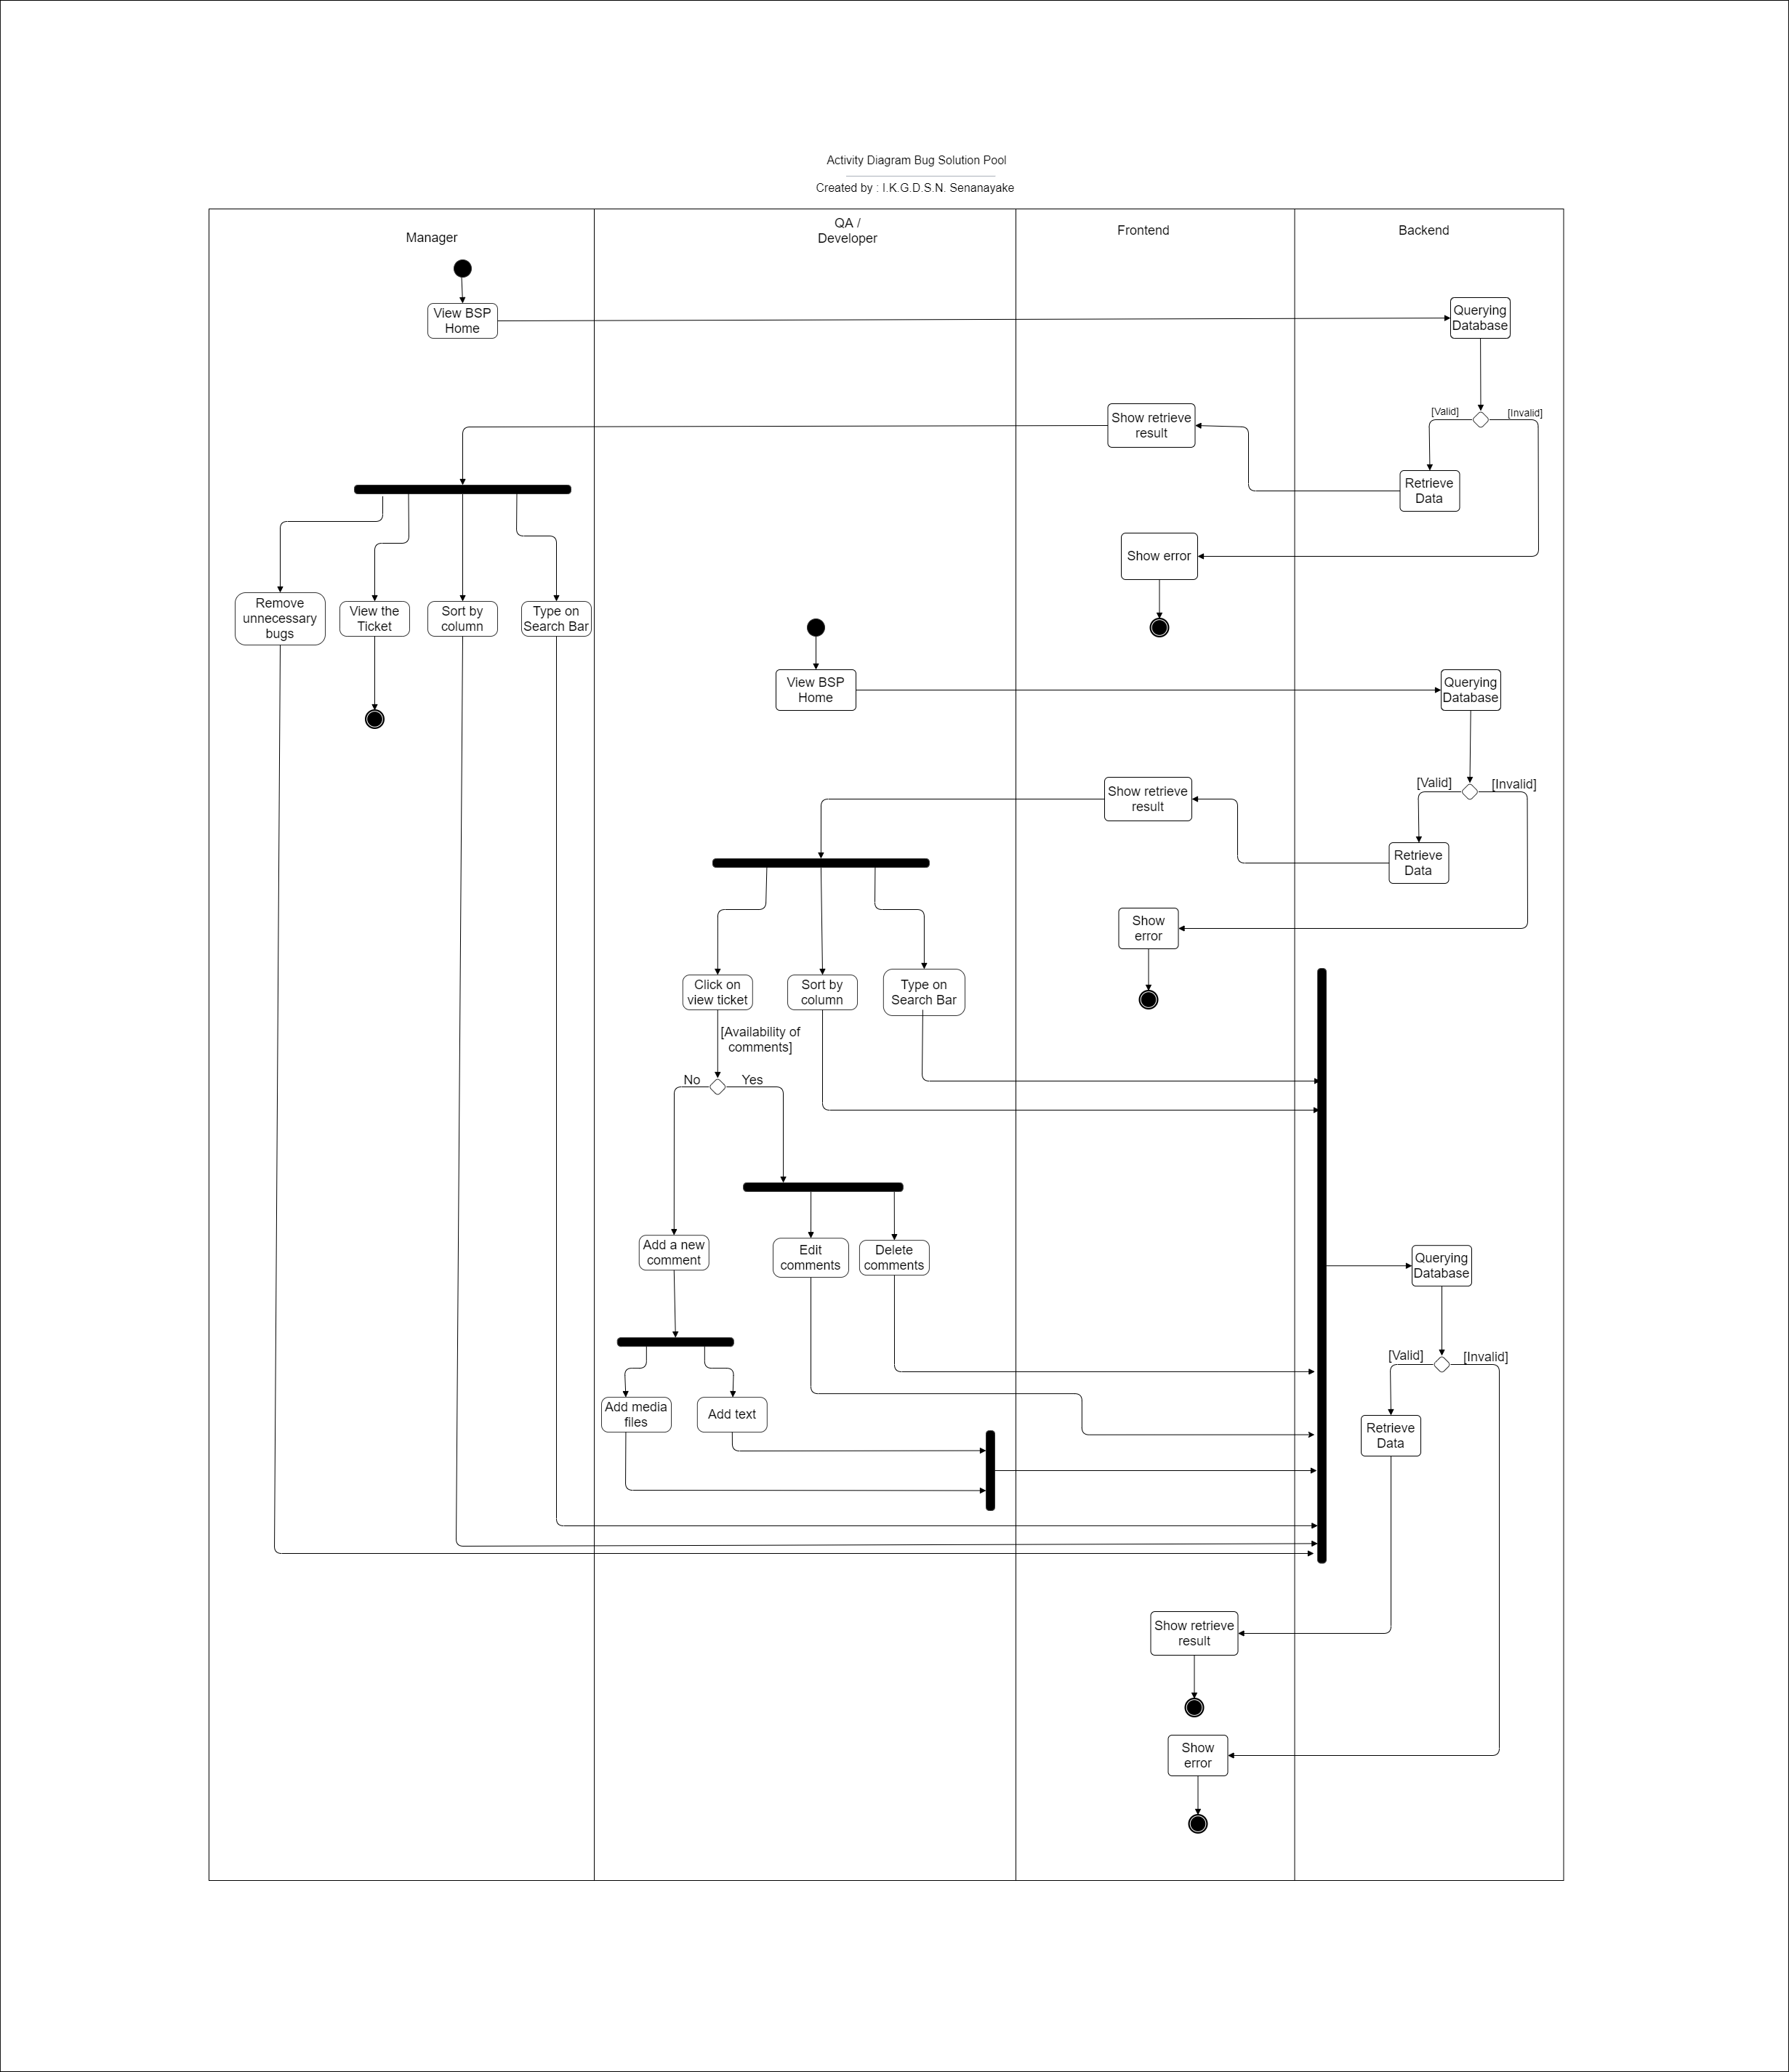 Activity Diagram Bug Solution Pool
Created by : I.K.G.D.S.N. Senanayake
Manager
QA /
Developer
Frontend
Backend
View BSP
Home
Querying
Database
[Valid]
[Invalid]
Show retrieve
result
Retrieve
Data
Show error
Remove
unnecessary
bugs
View the
Ticket
Sort by
column
Type on
Search Bar
View BSP
Home
Querying
Database
[Valid]
[Invalid]
Show retrieve
result
Retrieve
Data
Show
error
Click on
view ticket
Sort by
column
Type on
Search Bar
[Availability of
comments]
No
Yes
Add a new
comment
Edit
comments
Delete
comments
Querying
Database
[Valid]
[Invalid]
Add media
files
Add text
Retrieve
Data
Show retrieve
result
Show
error